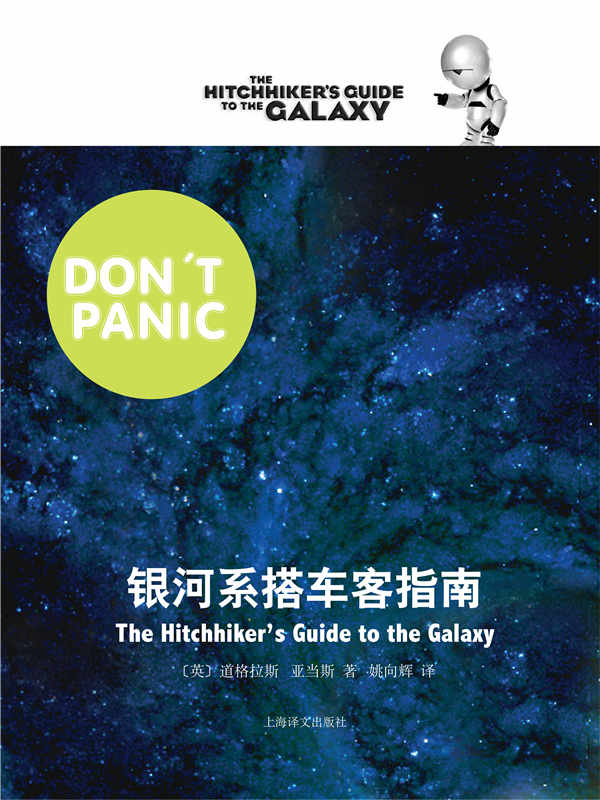 THE
HITCHHIKER'S GUIDE
TO THE GALAXY
DON´T
PANIC
银河系搭车客指南
The Hitchhiker's Guide to the Galaxy
〔英〕道格拉斯 亚当斯 著 姚向辉 译
上海译文出版社